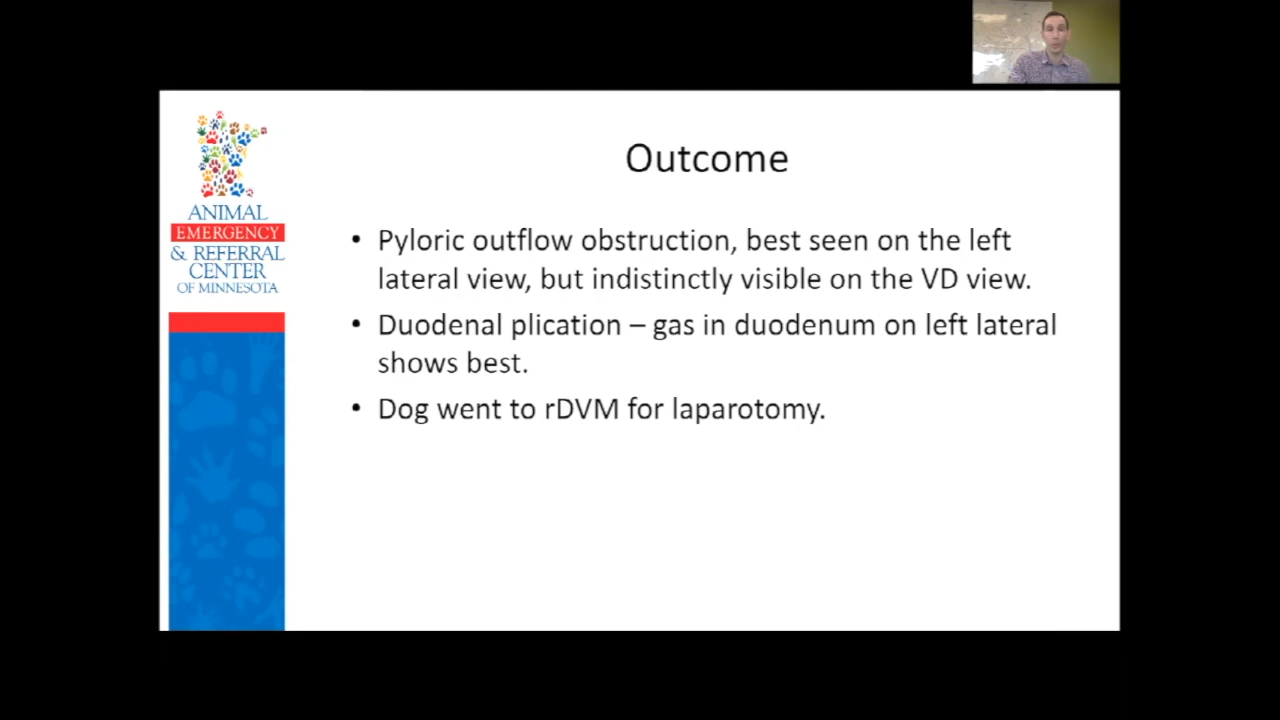 Outcome
ANIMAL
EMERGENCY
& REFERRAL
CENTER
OF MINNESOTA
• Pyloric outflow obstruction, best seen on the left
lateral view, but indistinctly visible on the VD view.
• Duodenal plication – gas in duodenum on left lateral
shows best.
• Dog went to rDVM for laparotomy.